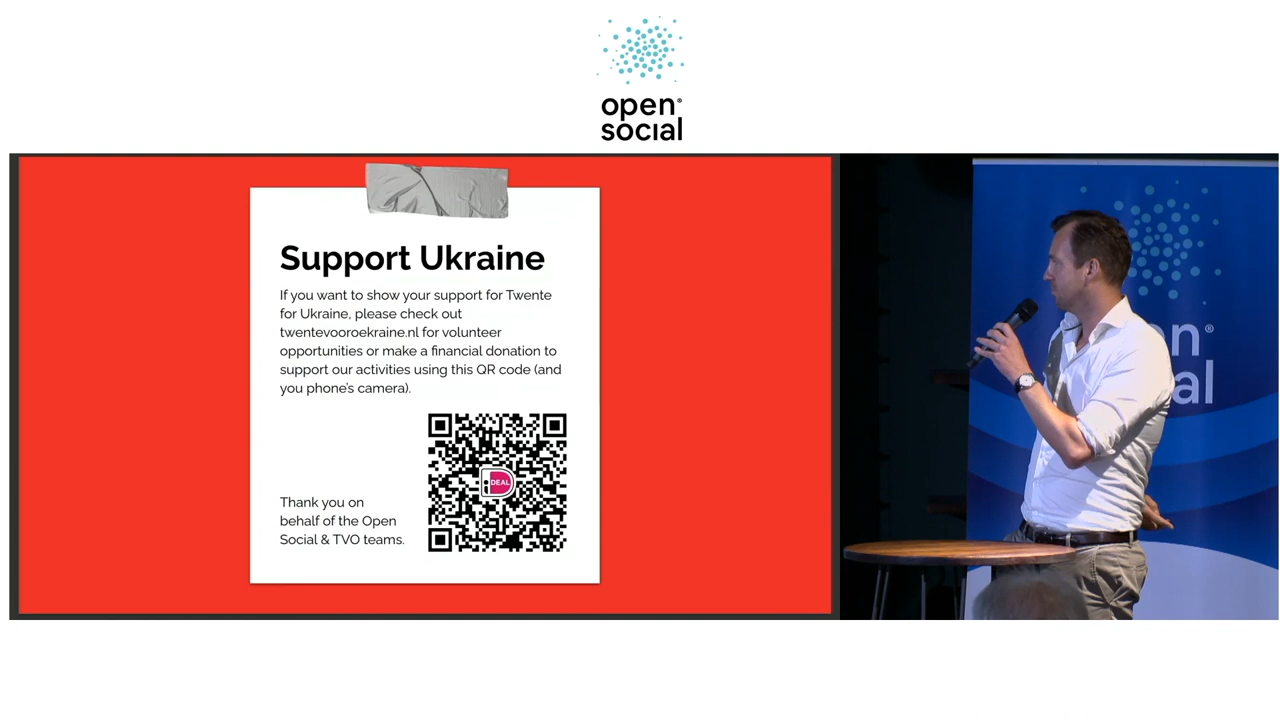 open®
social
Support Ukraine
If you want to show your support for Twente
for Ukraine, please check out
twentevooroekraine.nl for volunteer
opportunities or make a financial donation to
support our activities using this QR code (and
you phone's camera).
iDEAL
Thank you on
behalf of the Open
Social & TVO teams.
en®
al